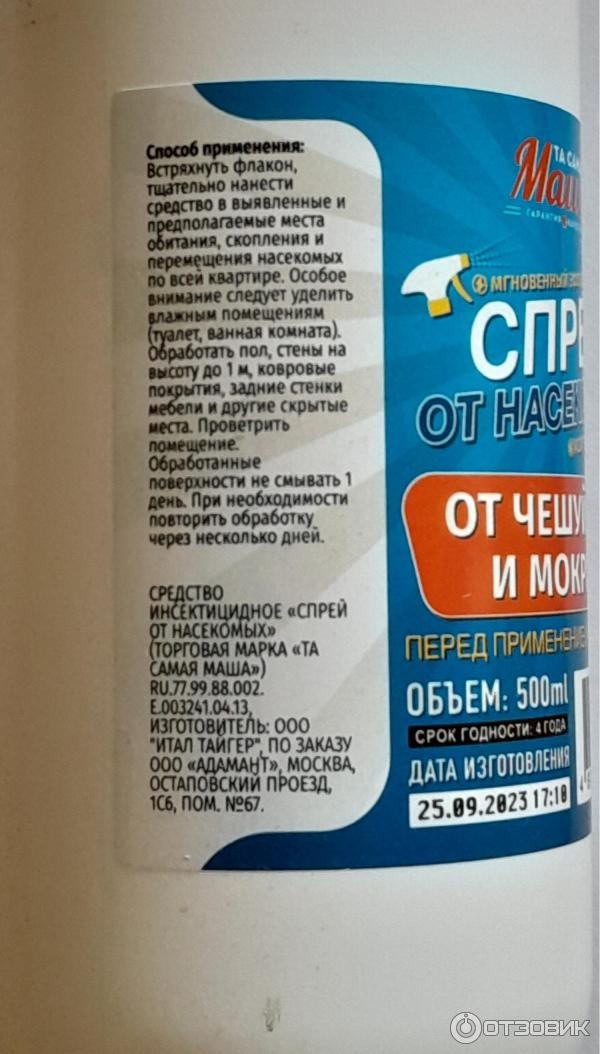 Способ применения:
Встряхнуть флакон,
тщательно нанести
средство в выявленные и
предполагаемые места
обитания, скопления и
перемещения насекомых
по всей квартире. Особое
внимание следует уделить
влажным помещениям
(туалет, ванная комната).
Обработать пол, стены на
высоту до 1 м, ковровые
покрытия, задние стенки
мебели и другие скрытые
места. Проветрить
помещение.
Обработанные
поверхности не смывать 1
день. При необходимости
повторить обработку
через несколько дней.
СРЕДСТВО
ИНСЕКТИЦИДНОЕ «СПРЕЙ
ОТ НАСЕКОМЫХ»
(ТОРГОВАЯ МАРКА «ТА
САМАЯ МАША»)
RU.77.99.88.002.
Е.003241.04.13,
ИЗГОТОВИТЕЛЬ: ООО
"ИТАЛ ТАЙГЕР", ПО ЗАКАЗУ
ООО «АДАМАНТ», МОСКВА,
ОСТАПОВСКИЙ ПРОЕЗД,
1С6, ПОМ. №67.
ТА САМ
Маш
ГАРАНТИЯ
МГНОВЕННЫЙ
СПРЕ
ОТ НАСЕК
ОТ ЧЕШУ
И МОКР
ПЕРЕД ПРИМЕНЕНИЕ
ОБЪЕМ: 500ml
СРОК ГОДНОСТИ: 4 ГОДА
ДАТА ИЗГОТОВЛЕНИЯ
25.09.2023 17:10
ОТЗОВИК